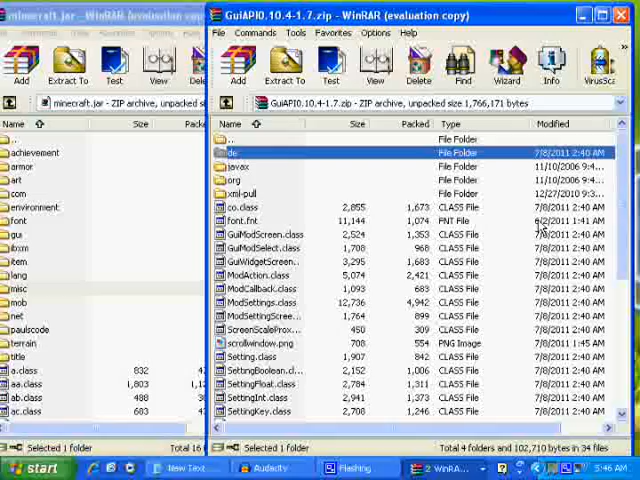 minecraft.jar - WinRAR (evaluation copy)
Add Extract To Test View
minecraft.jar - ZIP archive, unpacked si
Name Size
..
achievement
armor
art
com
environment
font
gui
item
lang
misc
mob
net
paulscode
terrain
title
a.class 832
aa.class 1,803
ab.class 488
ac.class 683
Selected 1 folder Total 16
GuiAPI0.10.4-1.7.zip - WinRAR (evaluation copy)
File Commands Tools Favorites Options Help
Add Extract To Test View Delete Find Wizard Info VirusSca
GuiAPI0.10.4-1.7.zip - ZIP archive, unpacked size 1,766,171 bytes
Name Size Packed Type Modified
.. File Folder
de File Folder 7/8/2011 2:40 AM
javax File Folder 11/10/2006 9:4...
org File Folder 11/10/2006 9:4...
xml-pull File Folder 12/27/2010 9:3...
co.class 2,855 1,673 CLASS File 7/8/2011 2:40 AM
font.fnt 11,144 1,074 FNT File 6/2/2011 1:41 AM
GuiModScreen.class 2,524 1,353 CLASS File 7/8/2011 2:40 AM
GuiModSelect.class 1,708 968 CLASS File 7/8/2011 2:40 AM
GuiWidgetScreen... 3,295 1,683 CLASS File 7/8/2011 2:40 AM
ModAction.class 5,074 2,421 CLASS File 7/8/2011 2:40 AM
ModCallback.class 1,093 683 CLASS File 7/8/2011 2:40 AM
ModSettings.class 12,736 4,942 CLASS File 7/8/2011 2:40 AM
ModSettingScree... 1,764 899 CLASS File 7/8/2011 2:40 AM
ScreenScaleProx... 450 309 CLASS File 7/8/2011 2:40 AM
scrollwindow.png 708 554 PNG Image 7/8/2011 1:45 AM
Setting.class 1,907 842 CLASS File 7/8/2011 2:40 AM
SettingBoolean.cl... 2,152 1,006 CLASS File 7/8/2011 2:40 AM
SettingFloat.class 2,784 1,311 CLASS File 7/8/2011 2:40 AM
SettingInt.class 2,941 1,373 CLASS File 7/8/2011 2:40 AM
SettingKey.class 2,708 1,246 CLASS File 7/8/2011 2:40 AM
Selected 1 folder Total 4 folders and 102,710 bytes in 34 files
start New Text ... Audacity Flashing 2 WinRA... 5:46 AM